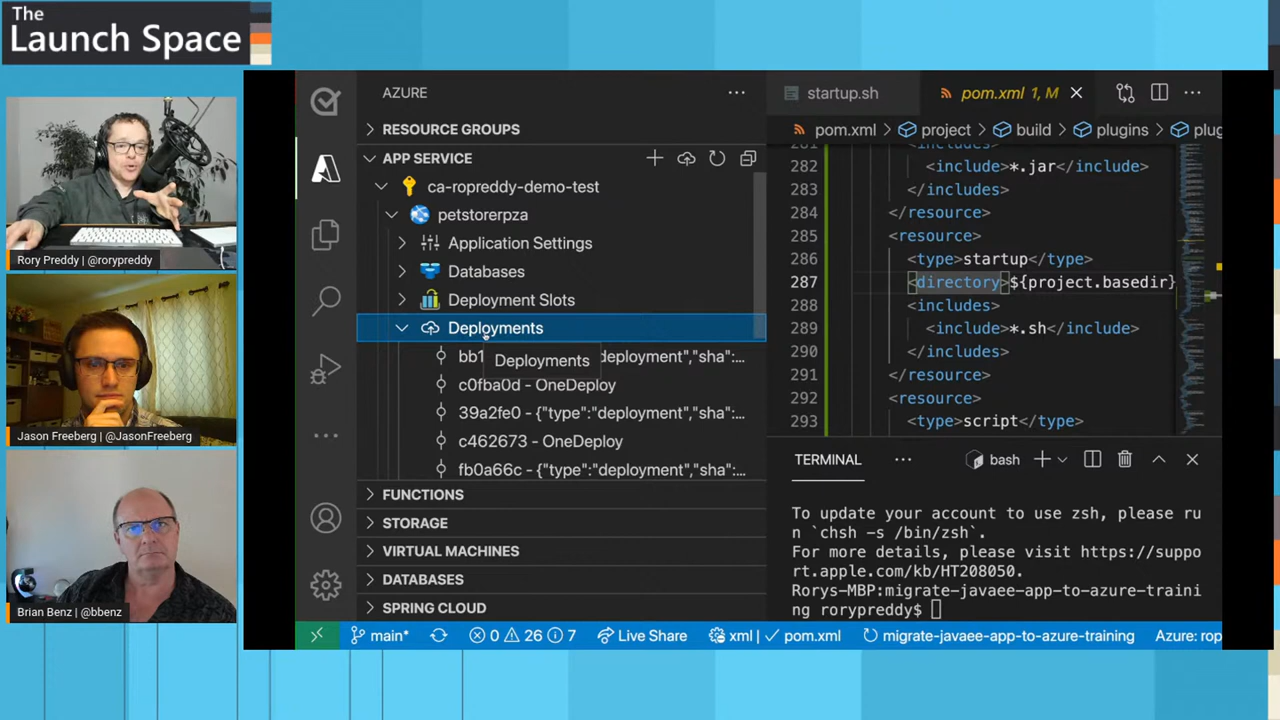 The
Launch Space
Rory Preddy | @rorypreddy
Jason Freeberg | @JasonFreeberg
Brian Benz | @bbenz
AZURE
RESOURCE GROUPS
APP SERVICE
ca-ropreddy-demo-test
petstorerpza
Application Settings
Databases
Deployment Slots
Deployments
bb1 deployment","sha":...
Deployments
c0fba0d - OneDeploy
39a2fe0 - {"type":"deployment","sha":...
c462673 - OneDeploy
fb0a66c - {"type":"deployment","sha":...
FUNCTIONS
STORAGE
VIRTUAL MACHINES
DATABASES
SPRING CLOUD
startup.sh
pom.xml 1, M
pom.xml > project > build > plugins > plug
281 <includes>
282 <include>*.jar</include>
283 </includes>
284 </resource>
285 <resource>
286 <type>startup</type>
287 <directory>${project.basedir}
288 <includes>
289 <include>*.sh</include>
290 </includes>
291 </resource>
292 <resource>
293 <type>script</type>
TERMINAL
bash
To update your account to use zsh, please ru
n `chsh -s /bin/zsh`.
For more details, please visit https://suppo
rt.apple.com/kb/HT208050.
Rorys-MBP:migrate-javaee-app-to-azure-traini
ng rorypreddy$
main* 0 26 7 Live Share xml | ✓ pom.xml migrate-javaee-app-to-azure-training Azure: rop